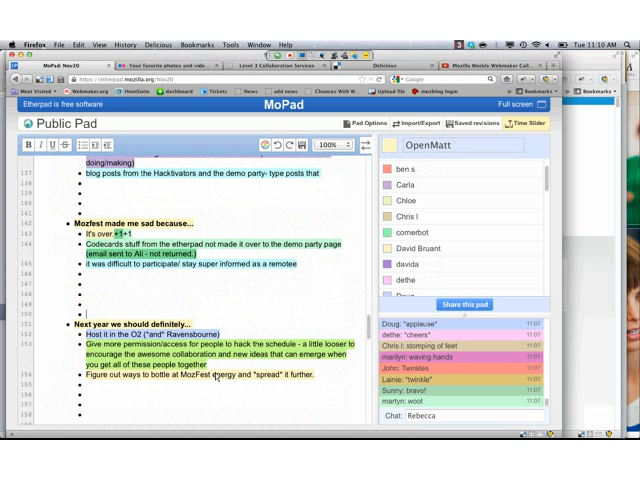 Firefox File Edit View History Delicious Bookmarks Tools Window Help Tue 11:10 AM
MoPad: Nov20
MoPad: Nov20 Your favorite photos and vide... Level 3 Collaboration Services Delicious Mozilla Weekly Webmaker Call...
https://etherpad.mozilla.org/Nov20 Google
Most Visited Webmaker.org HootSuite dashboard Tickets News Chances With W... Upload file mozblog login Bookmarks Bookmarks
Etherpad is free software MoPad Full screen
Public Pad Pad Options Import/Export Saved revisions Time Slider
B I U S 100% OpenMatt
doing/making)
137 blog posts from the Hacktivators and the demo party- type posts that
138
139
140
141
142 Mozfest made me sad because...
143 It's over +1+1
144 Codecards stuff from the etherpad not made it over to the demo party page
(email sent to Ali - not returned.)
145 it was difficult to participate/ stay super informed as a remotee
146
147
148
149
150
151 Next year we should definitely...
152 Host it in the O2 (*and* Ravensbourne)
153 Give more permission/access for people to hack the schedule - a little looser to
encourage the awesome collaboration and new ideas that can emerge when
you get all of these people together
154 Figure out ways to bottle at MozFest energy and *spread* it further.
155
156
157
158
ben s
Carla
Chloe
Chris l
comerbot
David Bruant
davida
dethe
Doug
Share this pad
Doug: *applause* 11:07
dethe: *cheers* 11:07
Chris l: stomping of feet 11:07
marilyn: waving hands 11:07
John: Twinkles 11:07
Lainie: *twinkle* 11:07
Sunny: bravo! 11:07
martyn: woot 11:07
Chat: Rebecca